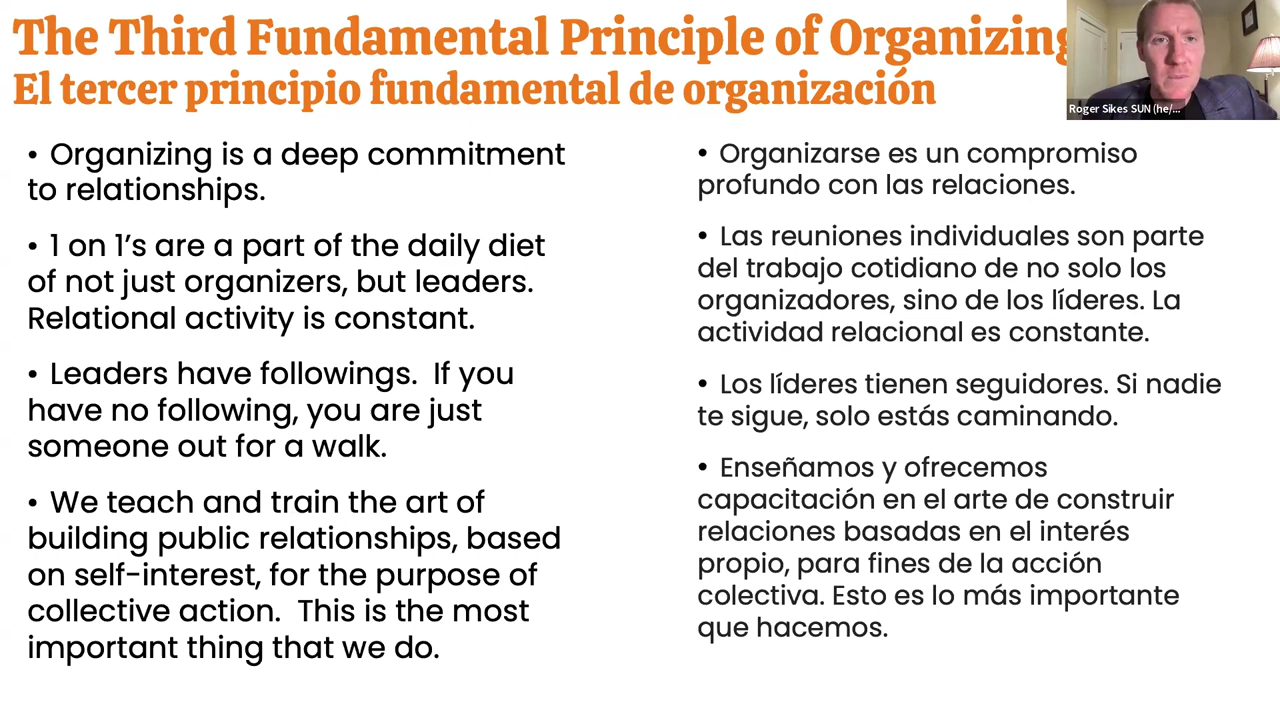 The Third Fundamental Principle of Organizing
El tercer principio fundamental de organización
Roger Sikes SUN (he/...
• Organizing is a deep commitment
to relationships.
• 1 on 1’s are a part of the daily diet
of not just organizers, but leaders.
Relational activity is constant.
• Leaders have followings.  If you
have no following, you are just
someone out for a walk.
• We teach and train the art of
building public relationships, based
on self-interest, for the purpose of
collective action.  This is the most
important thing that we do.
• Organizarse es un compromiso
profundo con las relaciones.
• Las reuniones individuales son parte
del trabajo cotidiano de no solo los
organizadores, sino de los líderes. La
actividad relacional es constante.
• Los líderes tienen seguidores. Si nadie
te sigue, solo estás caminando.
• Enseñamos y ofrecemos
capacitación en el arte de construir
relaciones basadas en el interés
propio, para fines de la acción
colectiva. Esto es lo más importante
que hacemos.